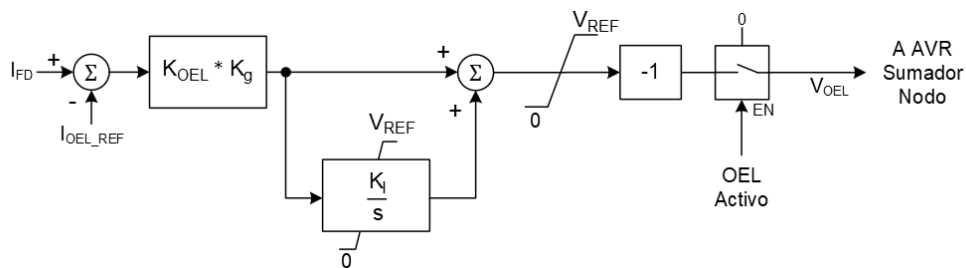 I_FD
+
Σ
-
I_OEL_REF
K_OEL * K_g
V_REF
K_I
s
0
+
+
Σ
V_REF
0
-1
0
EN
OEL
Activo
V_OEL
A AVR
Sumador
Nodo